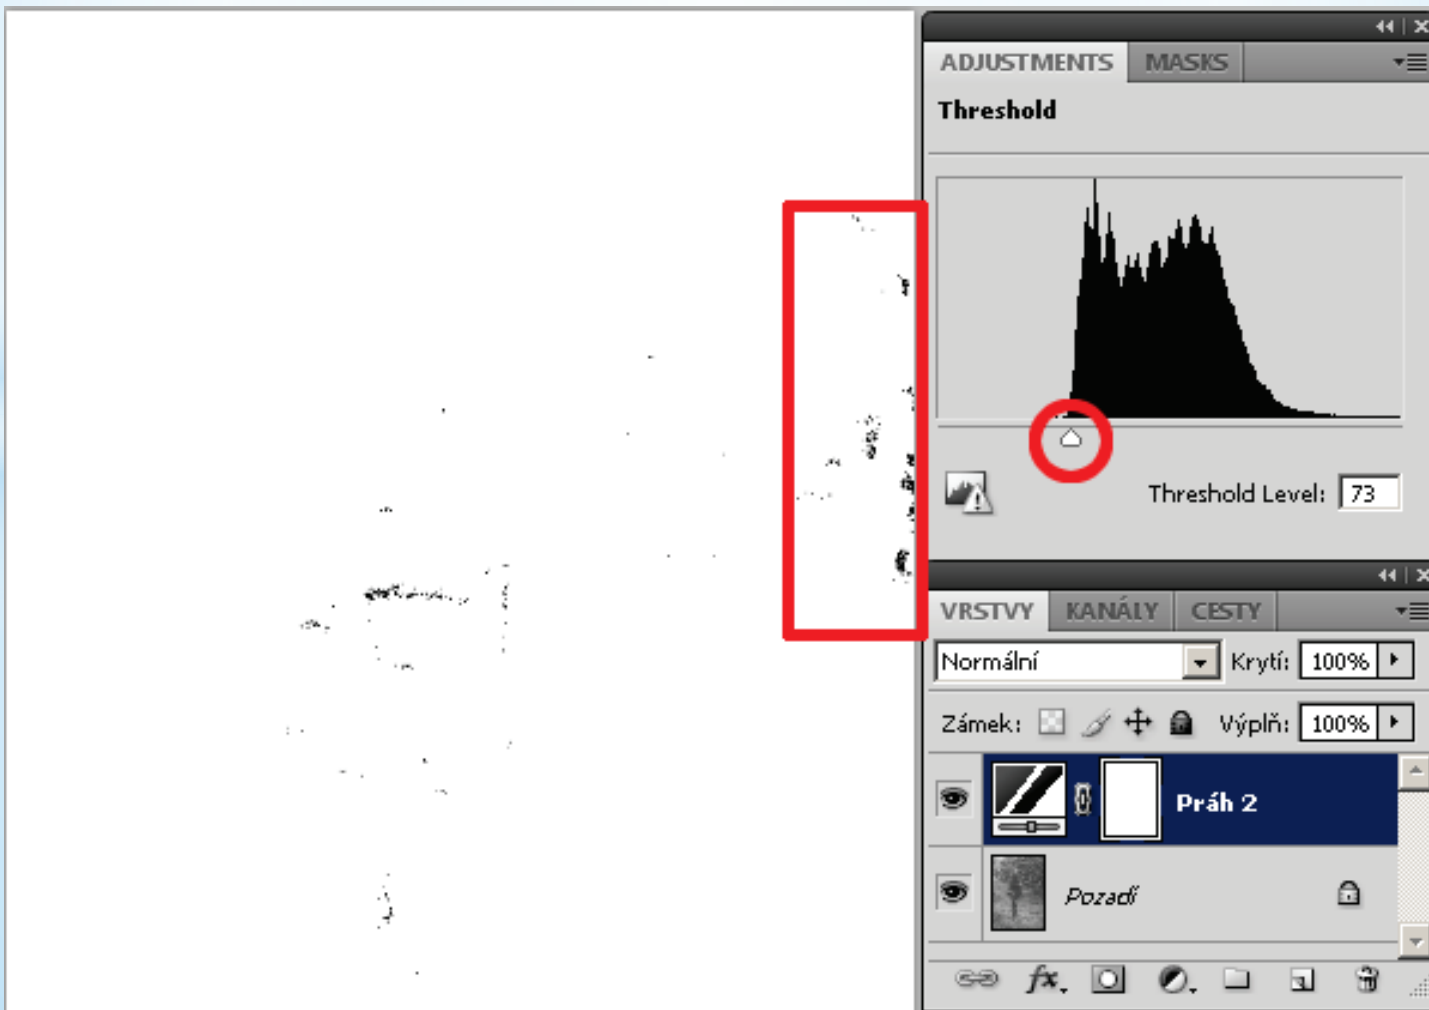 ADJUSTMENTS MASKS
Threshold
Threshold Level: 73
VRSTVY KANÁLY CESTY
Normální Krytí: 100%
Zámek: Výplň: 100%
Práh 2
Pozadí
fx.